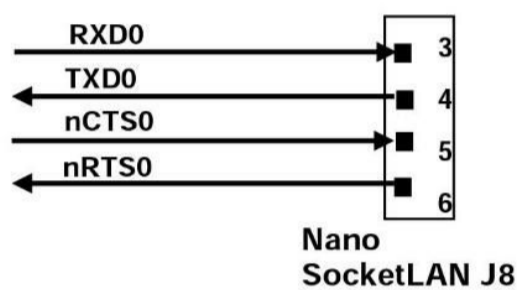 RXD0
3
TXD0
4
nCTS0
5
nRTS0
6
Nano
SocketLAN J8